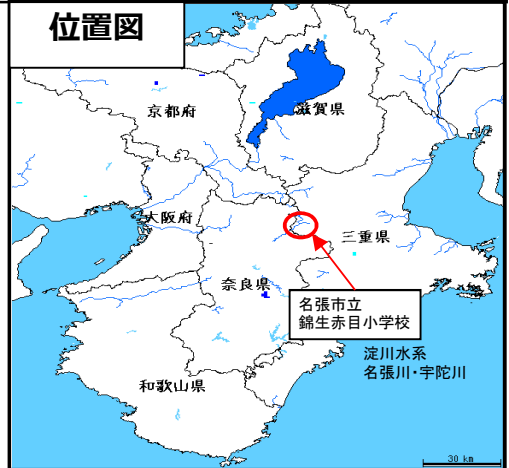 位置図
京都府
滋賀県
大阪府
三重県
奈良県
名張市立
錦生赤目小学校
淀川水系
名張川・宇陀川
和歌山県
30 km